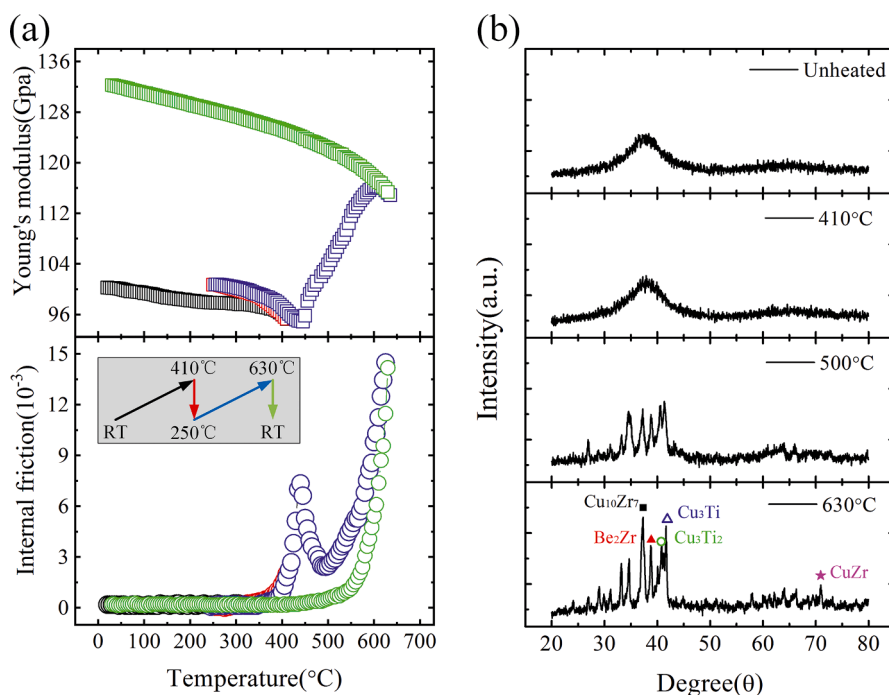 (a)
136
128
120
112
104
96
Young's modulus(Gpa)
15
12
9
6
3
0
Internal friction(10-3)
410℃ 630℃
RT 250℃ RT
0 100 200 300 400 500 600 700
Temperature(°C)
(b)
Unheated
410°C
500°C
630°C
Cu10Zr7
Cu3Ti
Be2Zr
Cu3Ti2
CuZr
Intensity(a.u.)
20 30 40 50 60 70 80
Degree(θ)